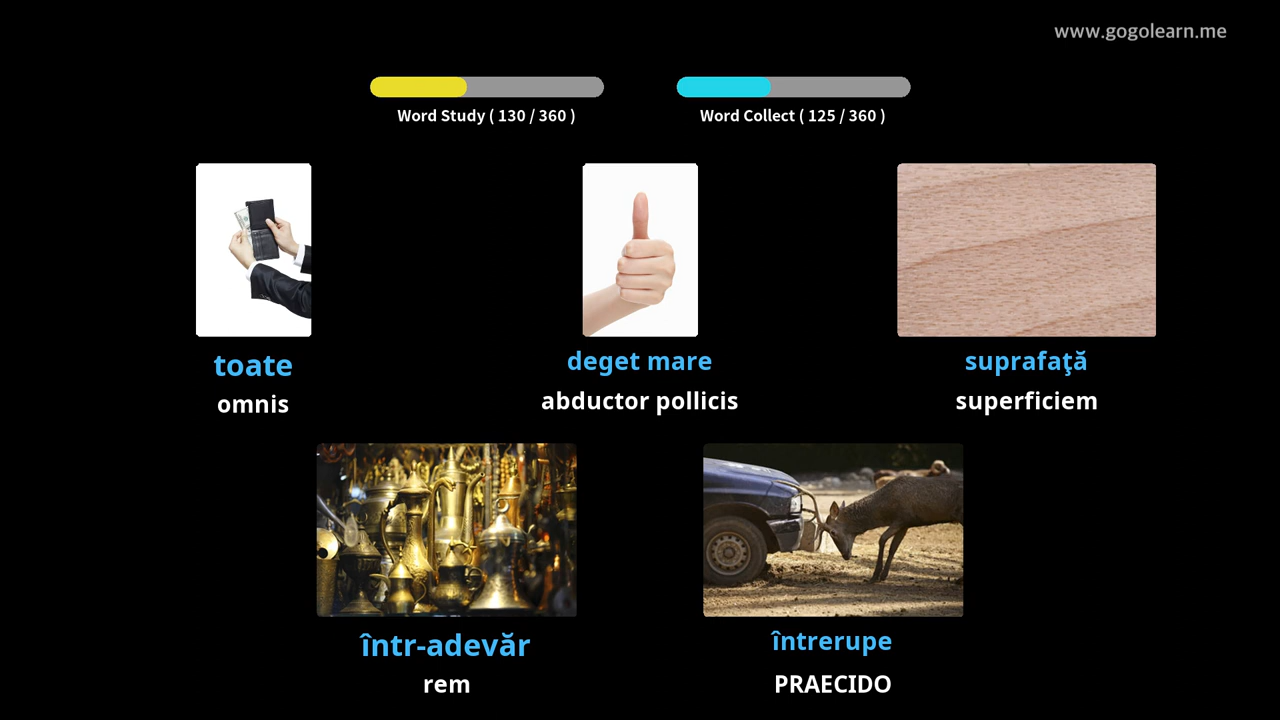 www.gogolearn.me
Word Study ( 130 / 360 )
Word Collect ( 125 / 360 )
toate
omnis
deget mare
abductor pollicis
suprafaţă
superficiem
într-adevăr
rem
întrerupe
PRAECIDO